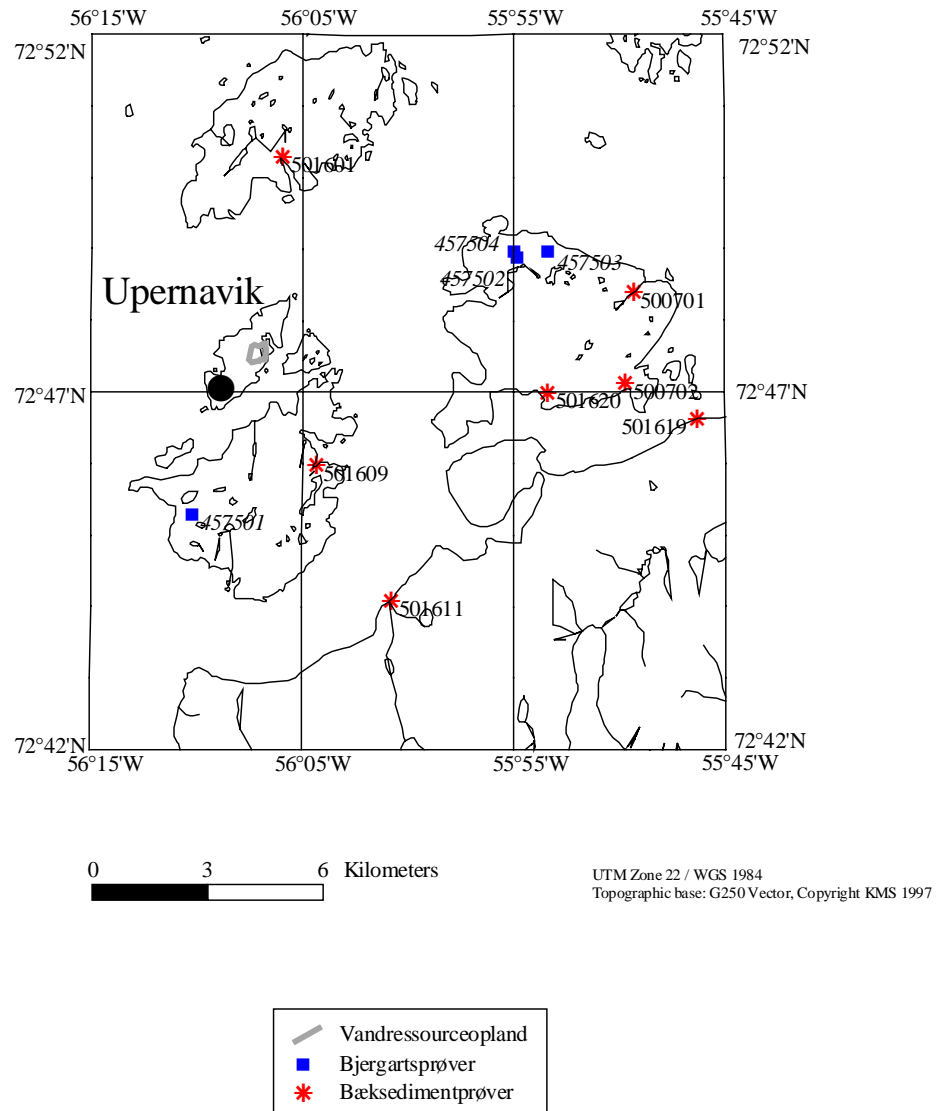 56°15'W 56°05'W 55°55'W 55°45'W
72°52'N 72°52'N
501601
457504
457503
457502
Upernavik
500701
72°47'N 72°47'N
500702
501620
501619
501609
457501
501611
72°42'N 72°42'N
56°15'W 56°05'W 55°55'W 55°45'W
0 3 6 Kilometers
UTM Zone 22 / WGS 1984
Topographic base: G250 Vector, Copyright KMS 1997
Vandressourceopland
Bjergartsprøver
Bæksedimentprøver